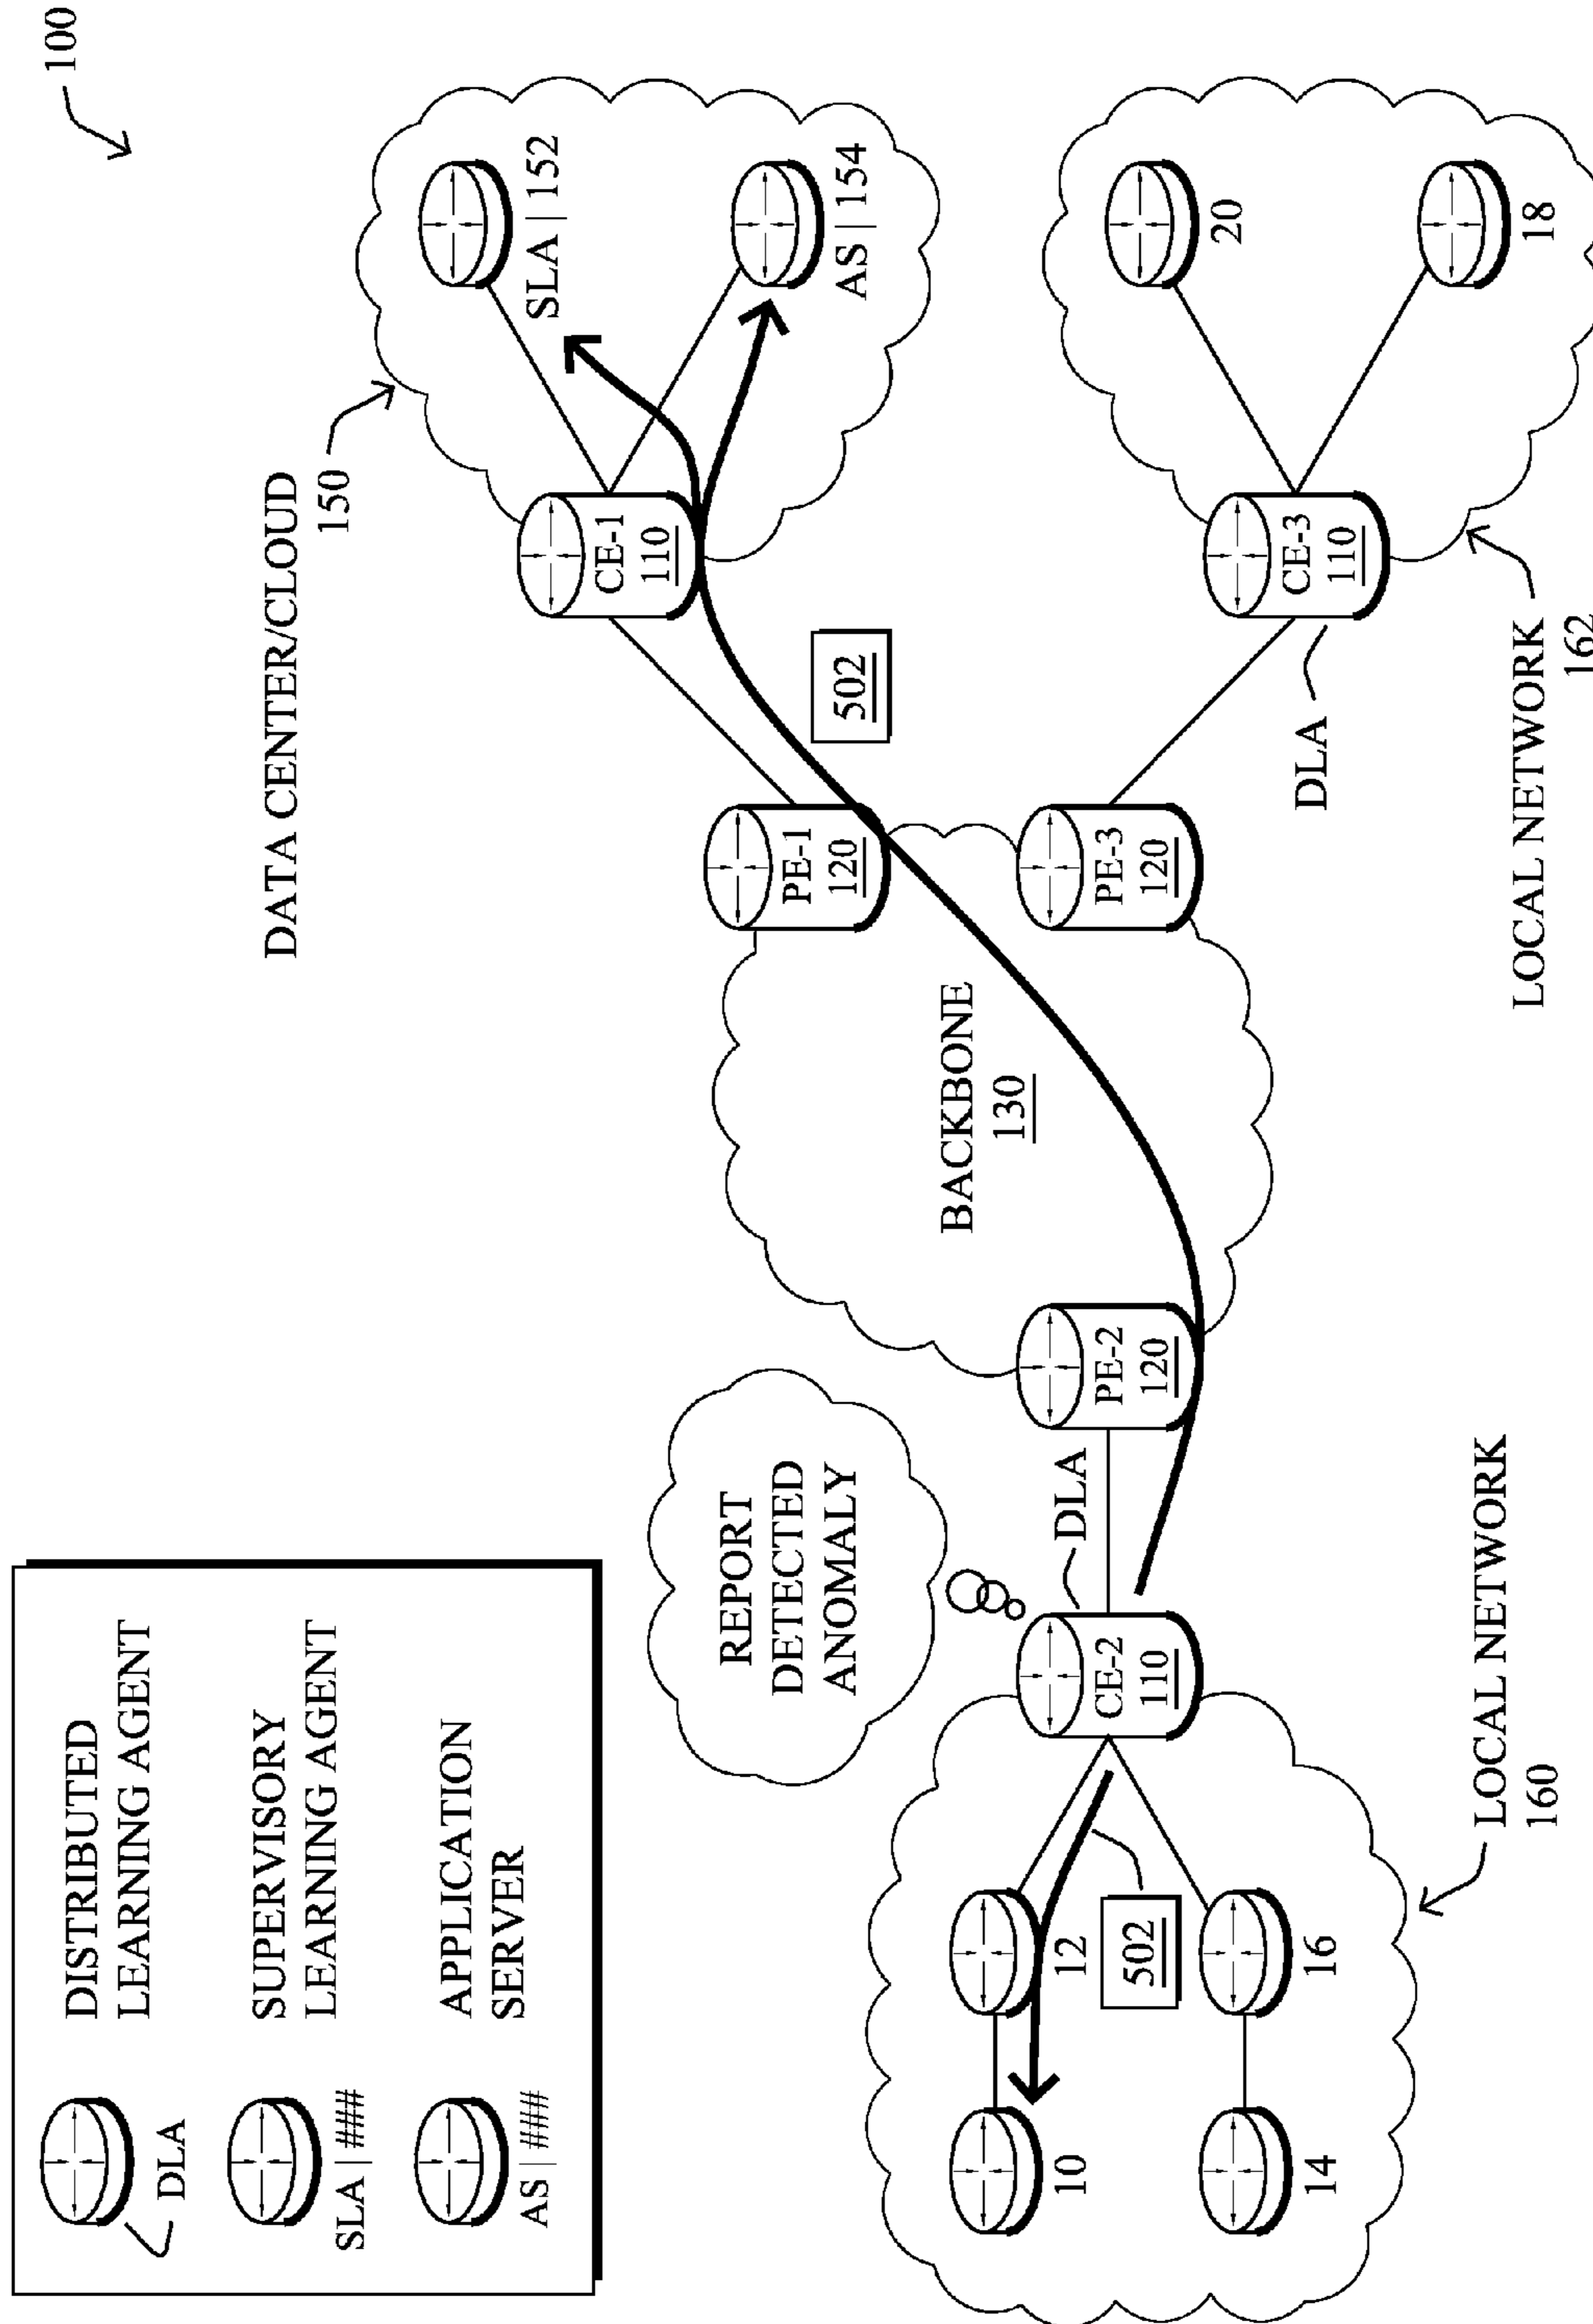 100
DISTRIBUTED
LEARNING AGENT
DLA
SUPERVISORY
LEARNING AGENT
SLA | ###
APPLICATION
SERVER
AS | ###
DATA CENTER/CLOUD
150
SLA | 152
AS | 154
CE-1
110
502
PE-1
120
BACKBONE
130
PE-3
120
PE-2
120
REPORT
DETECTED
ANOMALY
DLA
CE-2
110
10
12
502
14
16
LOCAL NETWORK
160
20
18
CE-3
110
DLA
LOCAL NETWORK
162